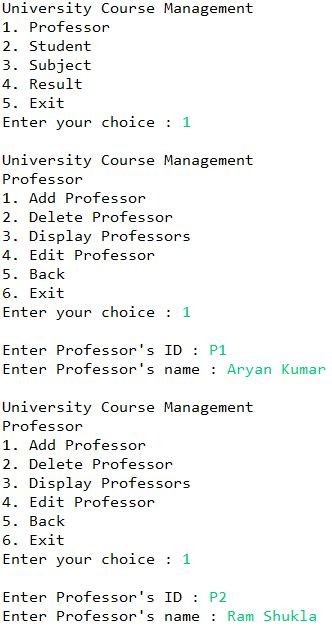 University Course Management
1. Professor
2. Student
3. Subject
4. Result
5. Exit
Enter your choice : 1
University Course Management
Professor
1. Add Professor
2. Delete Professor
3. Display Professors
4. Edit Professor
5. Back
6. Exit
Enter your choice : 1
Enter Professor's ID : P1
Enter Professor's name : Aryan Kumar
University Course Management
Professor
1. Add Professor
2. Delete Professor
3. Display Professors
4. Edit Professor
5. Back
6. Exit
Enter your choice : 1
Enter Professor's ID : P2
Enter Professor's name : Ram Shukla